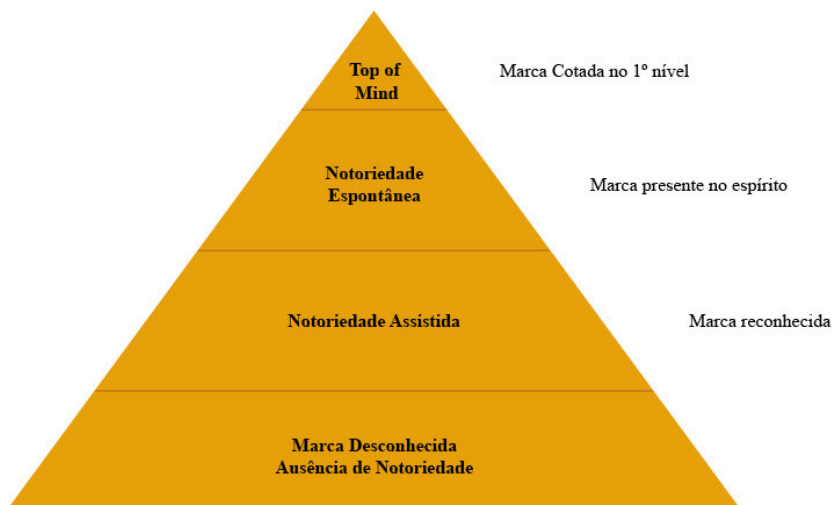 Top of
Mind
Marca Cotada no 1º nível
Notoriedade
Espontânea
Marca presente no espírito
Notoriedade Assistida
Marca reconhecida
Marca Desconhecida
Ausência de Notoriedade